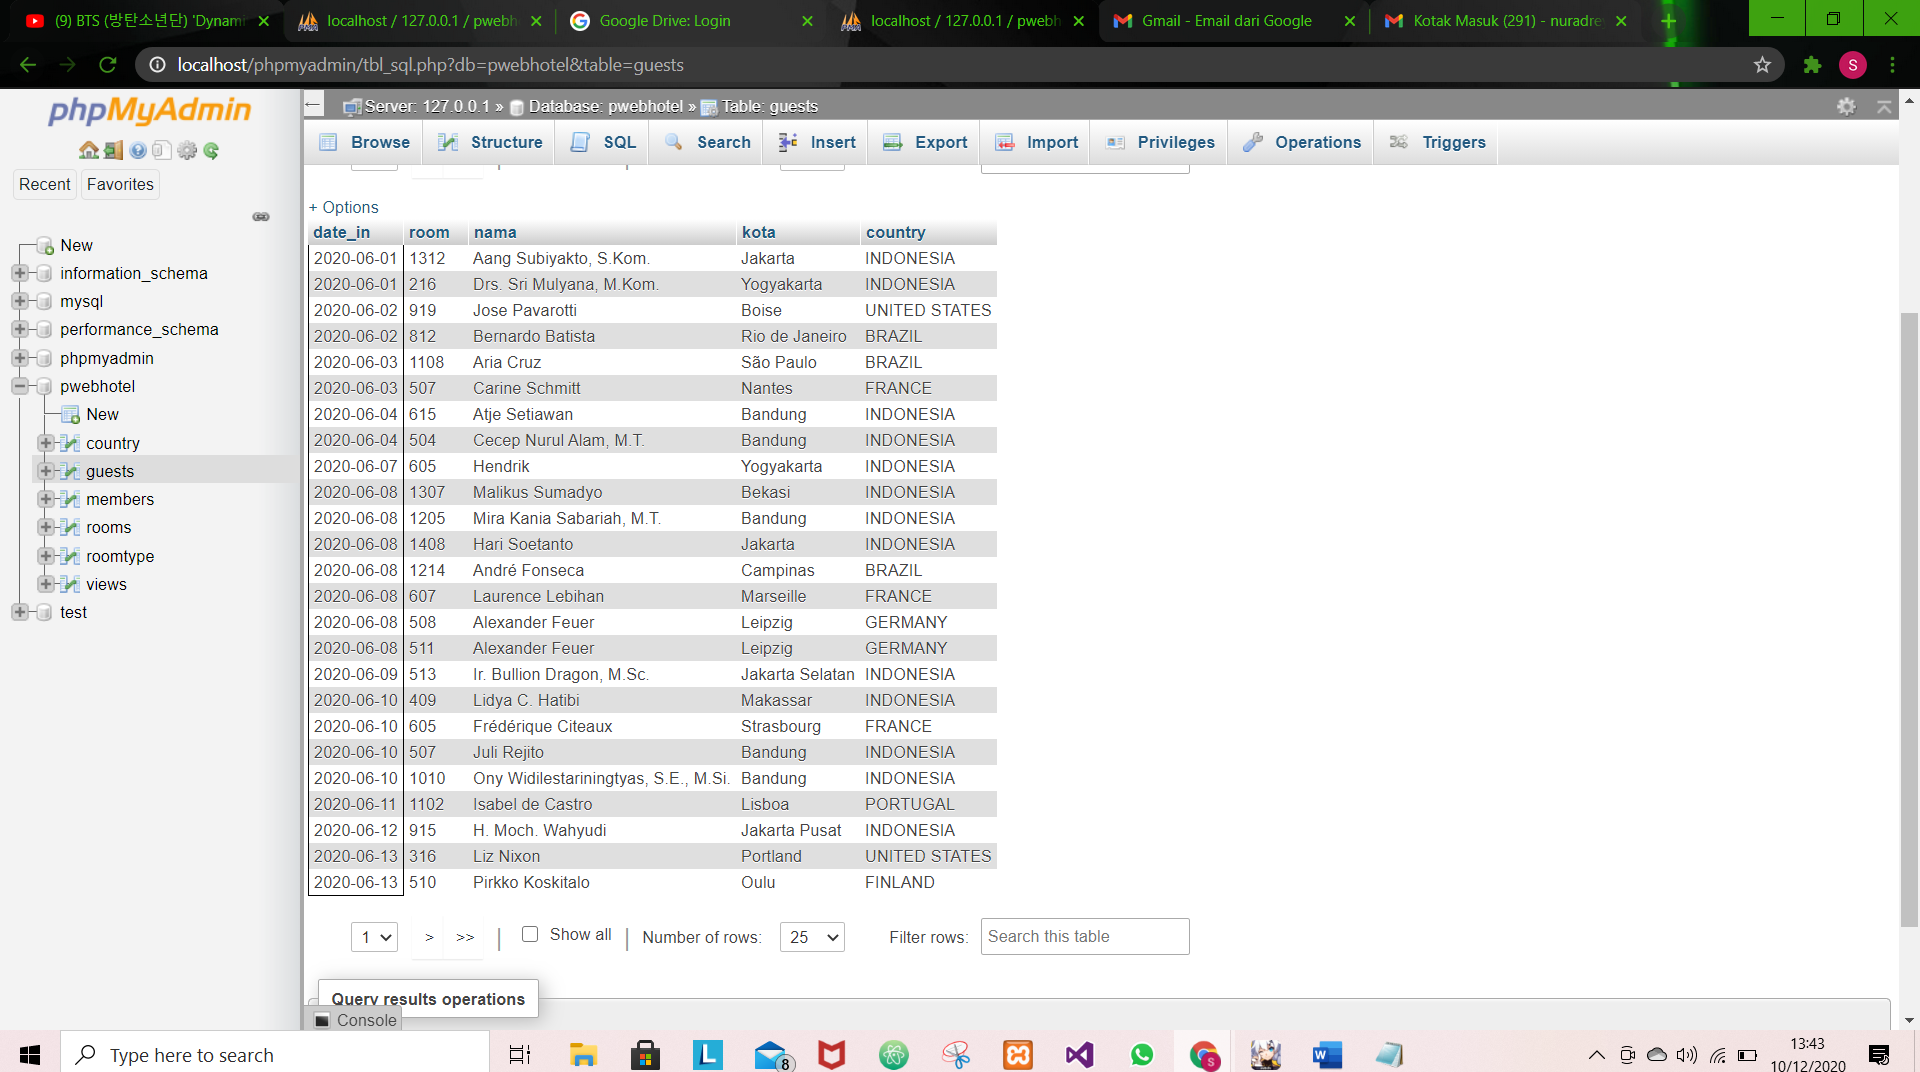 (9) BTS (방탄소년단) 'Dynami
localhost / 127.0.0.1 / pwebh
Google Drive: Login
localhost / 127.0.0.1 / pwebh
Gmail - Email dari Google
Kotak Masuk (291) - nuradre
localhost/phpmyadmin/tbl_sql.php?db=pwebhotel&table=guests
S
phpMyAdmin
Recent
Favorites
New
information_schema
mysql
performance_schema
phpmyadmin
pwebhotel
New
country
guests
members
rooms
roomtype
views
test
Server: 127.0.0.1 » Database: pwebhotel » Table: guests
Browse
Structure
SQL
Search
Insert
Export
Import
Privileges
Operations
Triggers
+ Options
date_in room nama kota country
2020-06-01 1312 Aang Subiyakto, S.Kom. Jakarta INDONESIA
2020-06-01 216 Drs. Sri Mulyana, M.Kom. Yogyakarta INDONESIA
2020-06-02 919 Jose Pavarotti Boise UNITED STATES
2020-06-02 812 Bernardo Batista Rio de Janeiro BRAZIL
2020-06-03 1108 Aria Cruz São Paulo BRAZIL
2020-06-03 507 Carine Schmitt Nantes FRANCE
2020-06-04 615 Atje Setiawan Bandung INDONESIA
2020-06-04 504 Cecep Nurul Alam, M.T. Bandung INDONESIA
2020-06-07 605 Hendrik Yogyakarta INDONESIA
2020-06-08 1307 Malikus Sumadyo Bekasi INDONESIA
2020-06-08 1205 Mira Kania Sabariah, M.T. Bandung INDONESIA
2020-06-08 1408 Hari Soetanto Jakarta INDONESIA
2020-06-08 1214 André Fonseca Campinas BRAZIL
2020-06-08 607 Laurence Lebihan Marseille FRANCE
2020-06-08 508 Alexander Feuer Leipzig GERMANY
2020-06-08 511 Alexander Feuer Leipzig GERMANY
2020-06-09 513 Ir. Bullion Dragon, M.Sc. Jakarta Selatan INDONESIA
2020-06-10 409 Lidya C. Hatibi Makassar INDONESIA
2020-06-10 605 Frédérique Citeaux Strasbourg FRANCE
2020-06-10 507 Juli Rejito Bandung INDONESIA
2020-06-10 1010 Ony Widilestariningtyas, S.E., M.Si. Bandung INDONESIA
2020-06-11 1102 Isabel de Castro Lisboa PORTUGAL
2020-06-12 915 H. Moch. Wahyudi Jakarta Pusat INDONESIA
2020-06-13 316 Liz Nixon Portland UNITED STATES
2020-06-13 510 Pirkko Koskitalo Oulu FINLAND
1 > >> | Show all | Number of rows: 25 Filter rows: Search this table
Query results operations
Console
Type here to search
8
L
S
13:43
10/12/2020